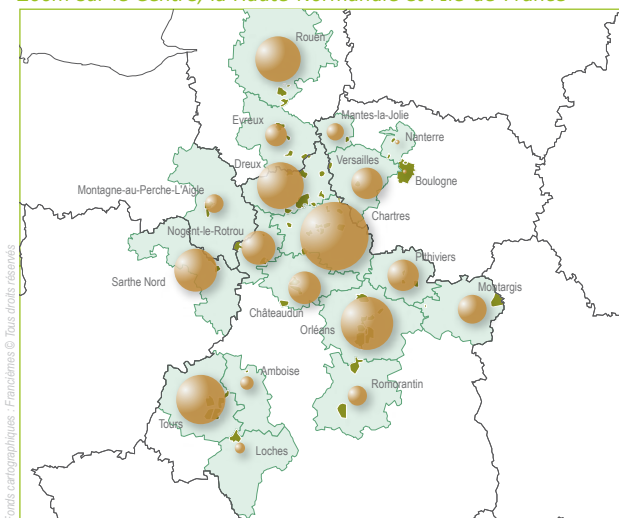 Zoom sur le Centre, la Haute-Normandie et l'Ile-de-France
Rouen
Evreux
Mantes-la-Jolie
Nanterre
Dreux
Versailles
Boulogne
Montagne-au-Perche-L'Aigle
Chartres
Nogent-le-Rotrou
Pithiviers
Sarthe Nord
Montargis
Châteaudun
Orléans
Amboise
Romorantin
Tours
Loches
Fonds cartographiques : Francièmes © Tous droits réservés